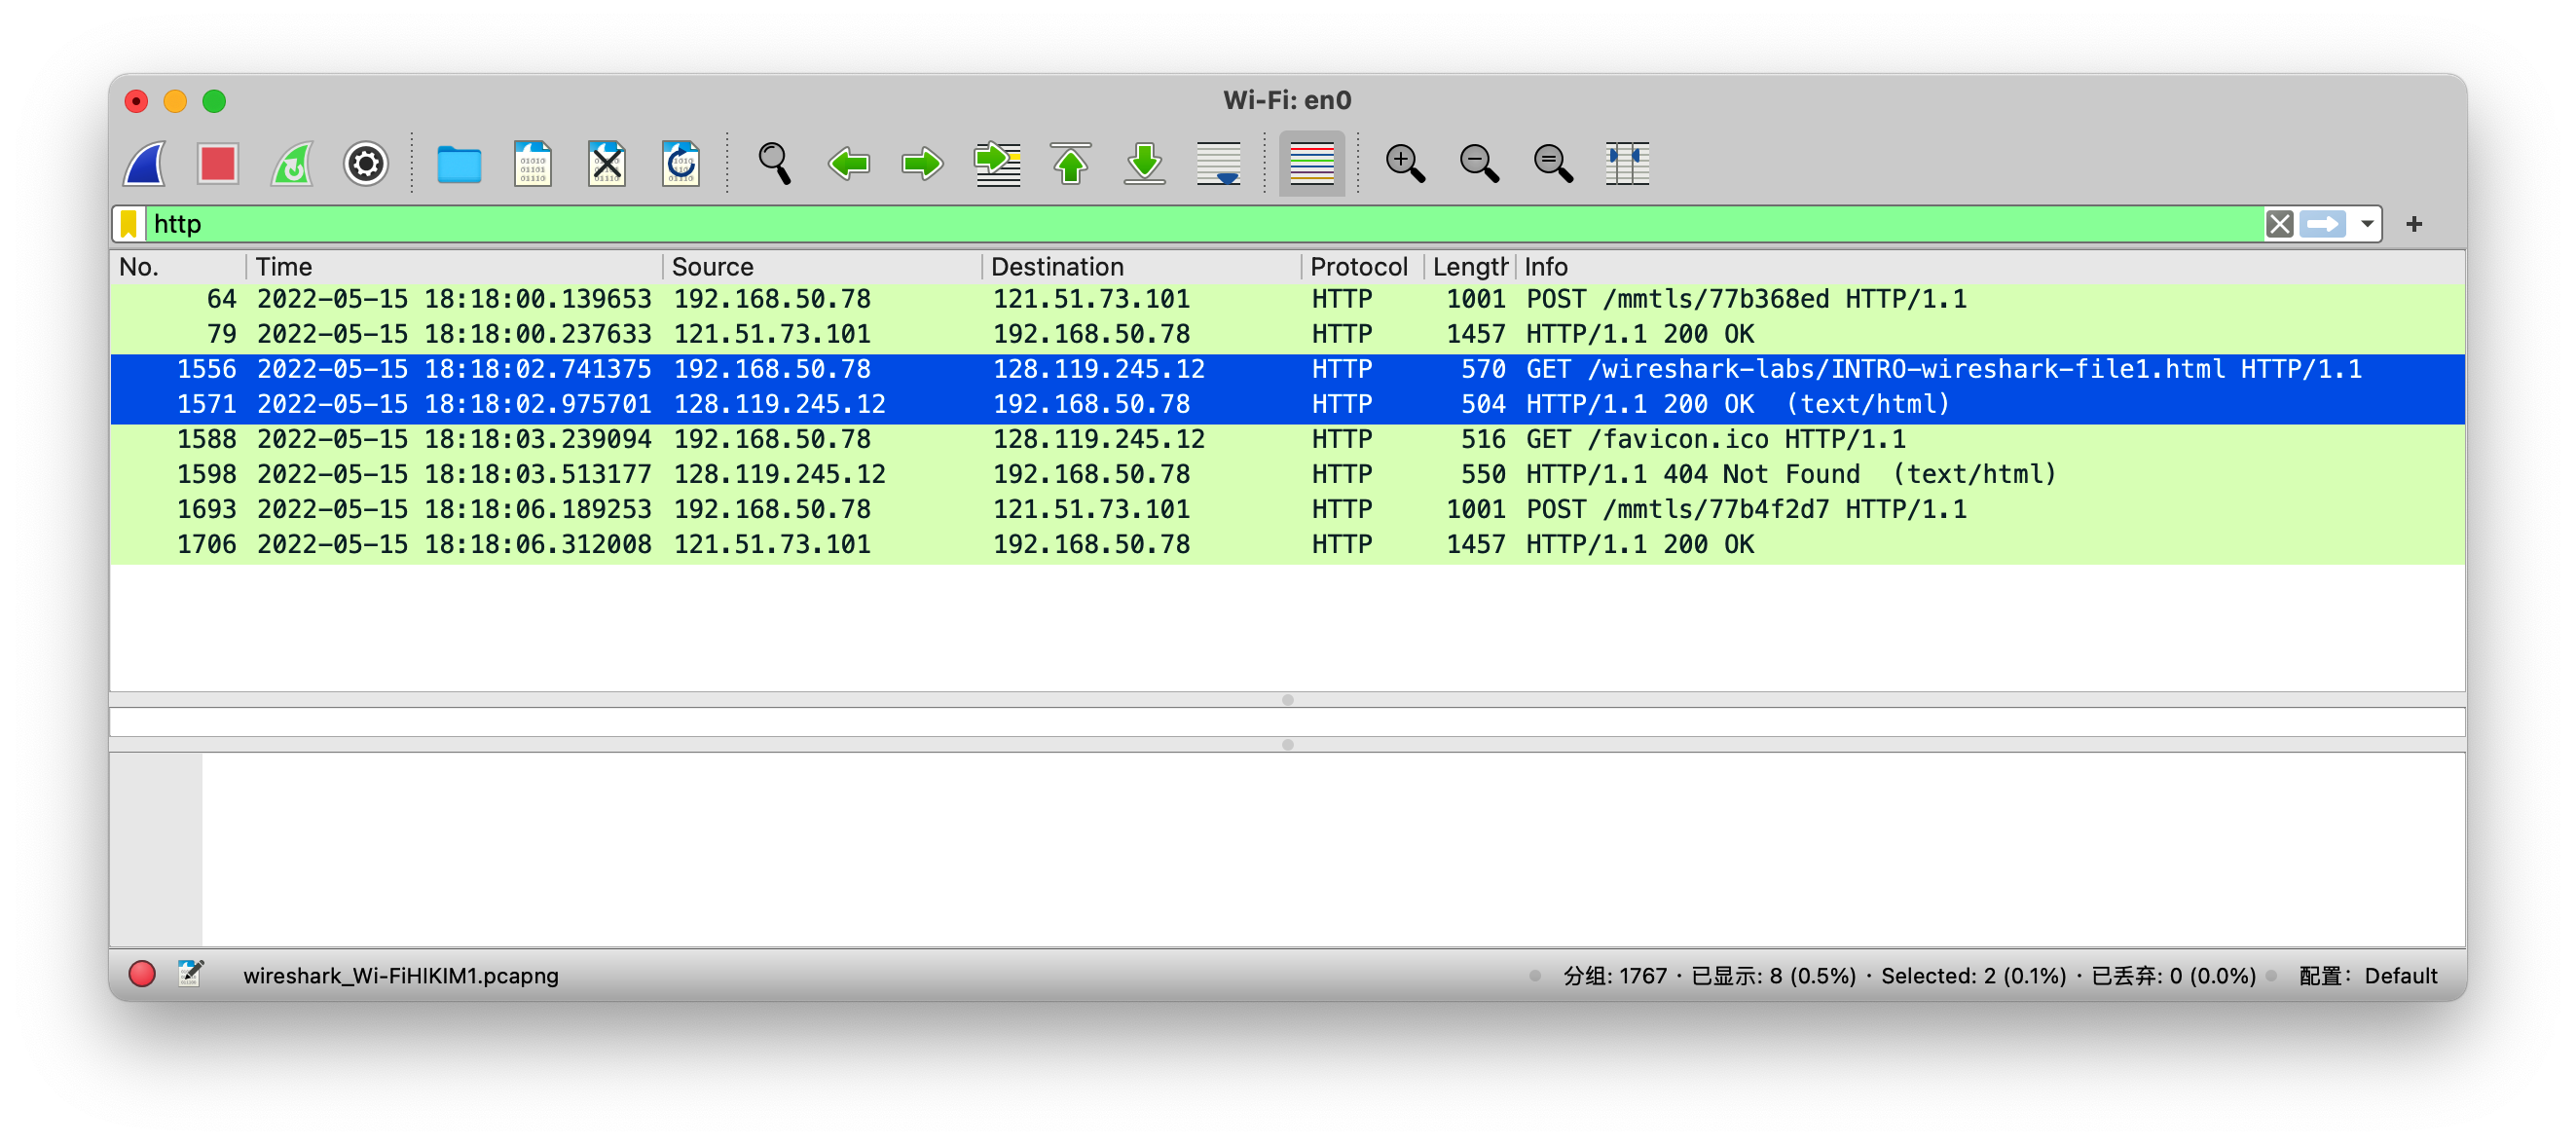 Wi-Fi: en0
http
No. Time Source Destination Protocol Length Info
64 2022-05-15 18:18:00.139653 192.168.50.78 121.51.73.101 HTTP 1001 POST /mmtls/77b368ed HTTP/1.1
79 2022-05-15 18:18:00.237633 121.51.73.101 192.168.50.78 HTTP 1457 HTTP/1.1 200 OK
1556 2022-05-15 18:18:02.741375 192.168.50.78 128.119.245.12 HTTP 570 GET /wireshark-labs/INTRO-wireshark-file1.html HTTP/1.1
1571 2022-05-15 18:18:02.975701 128.119.245.12 192.168.50.78 HTTP 504 HTTP/1.1 200 OK (text/html)
1588 2022-05-15 18:18:03.239094 192.168.50.78 128.119.245.12 HTTP 516 GET /favicon.ico HTTP/1.1
1598 2022-05-15 18:18:03.513177 128.119.245.12 192.168.50.78 HTTP 550 HTTP/1.1 404 Not Found (text/html)
1693 2022-05-15 18:18:06.189253 192.168.50.78 121.51.73.101 HTTP 1001 POST /mmtls/77b4f2d7 HTTP/1.1
1706 2022-05-15 18:18:06.312008 121.51.73.101 192.168.50.78 HTTP 1457 HTTP/1.1 200 OK
wireshark_Wi-FiHIKIM1.pcapng 分组: 1767 · 已显示: 8 (0.5%) · Selected: 2 (0.1%) · 已丢弃: 0 (0.0%) 配置: Default